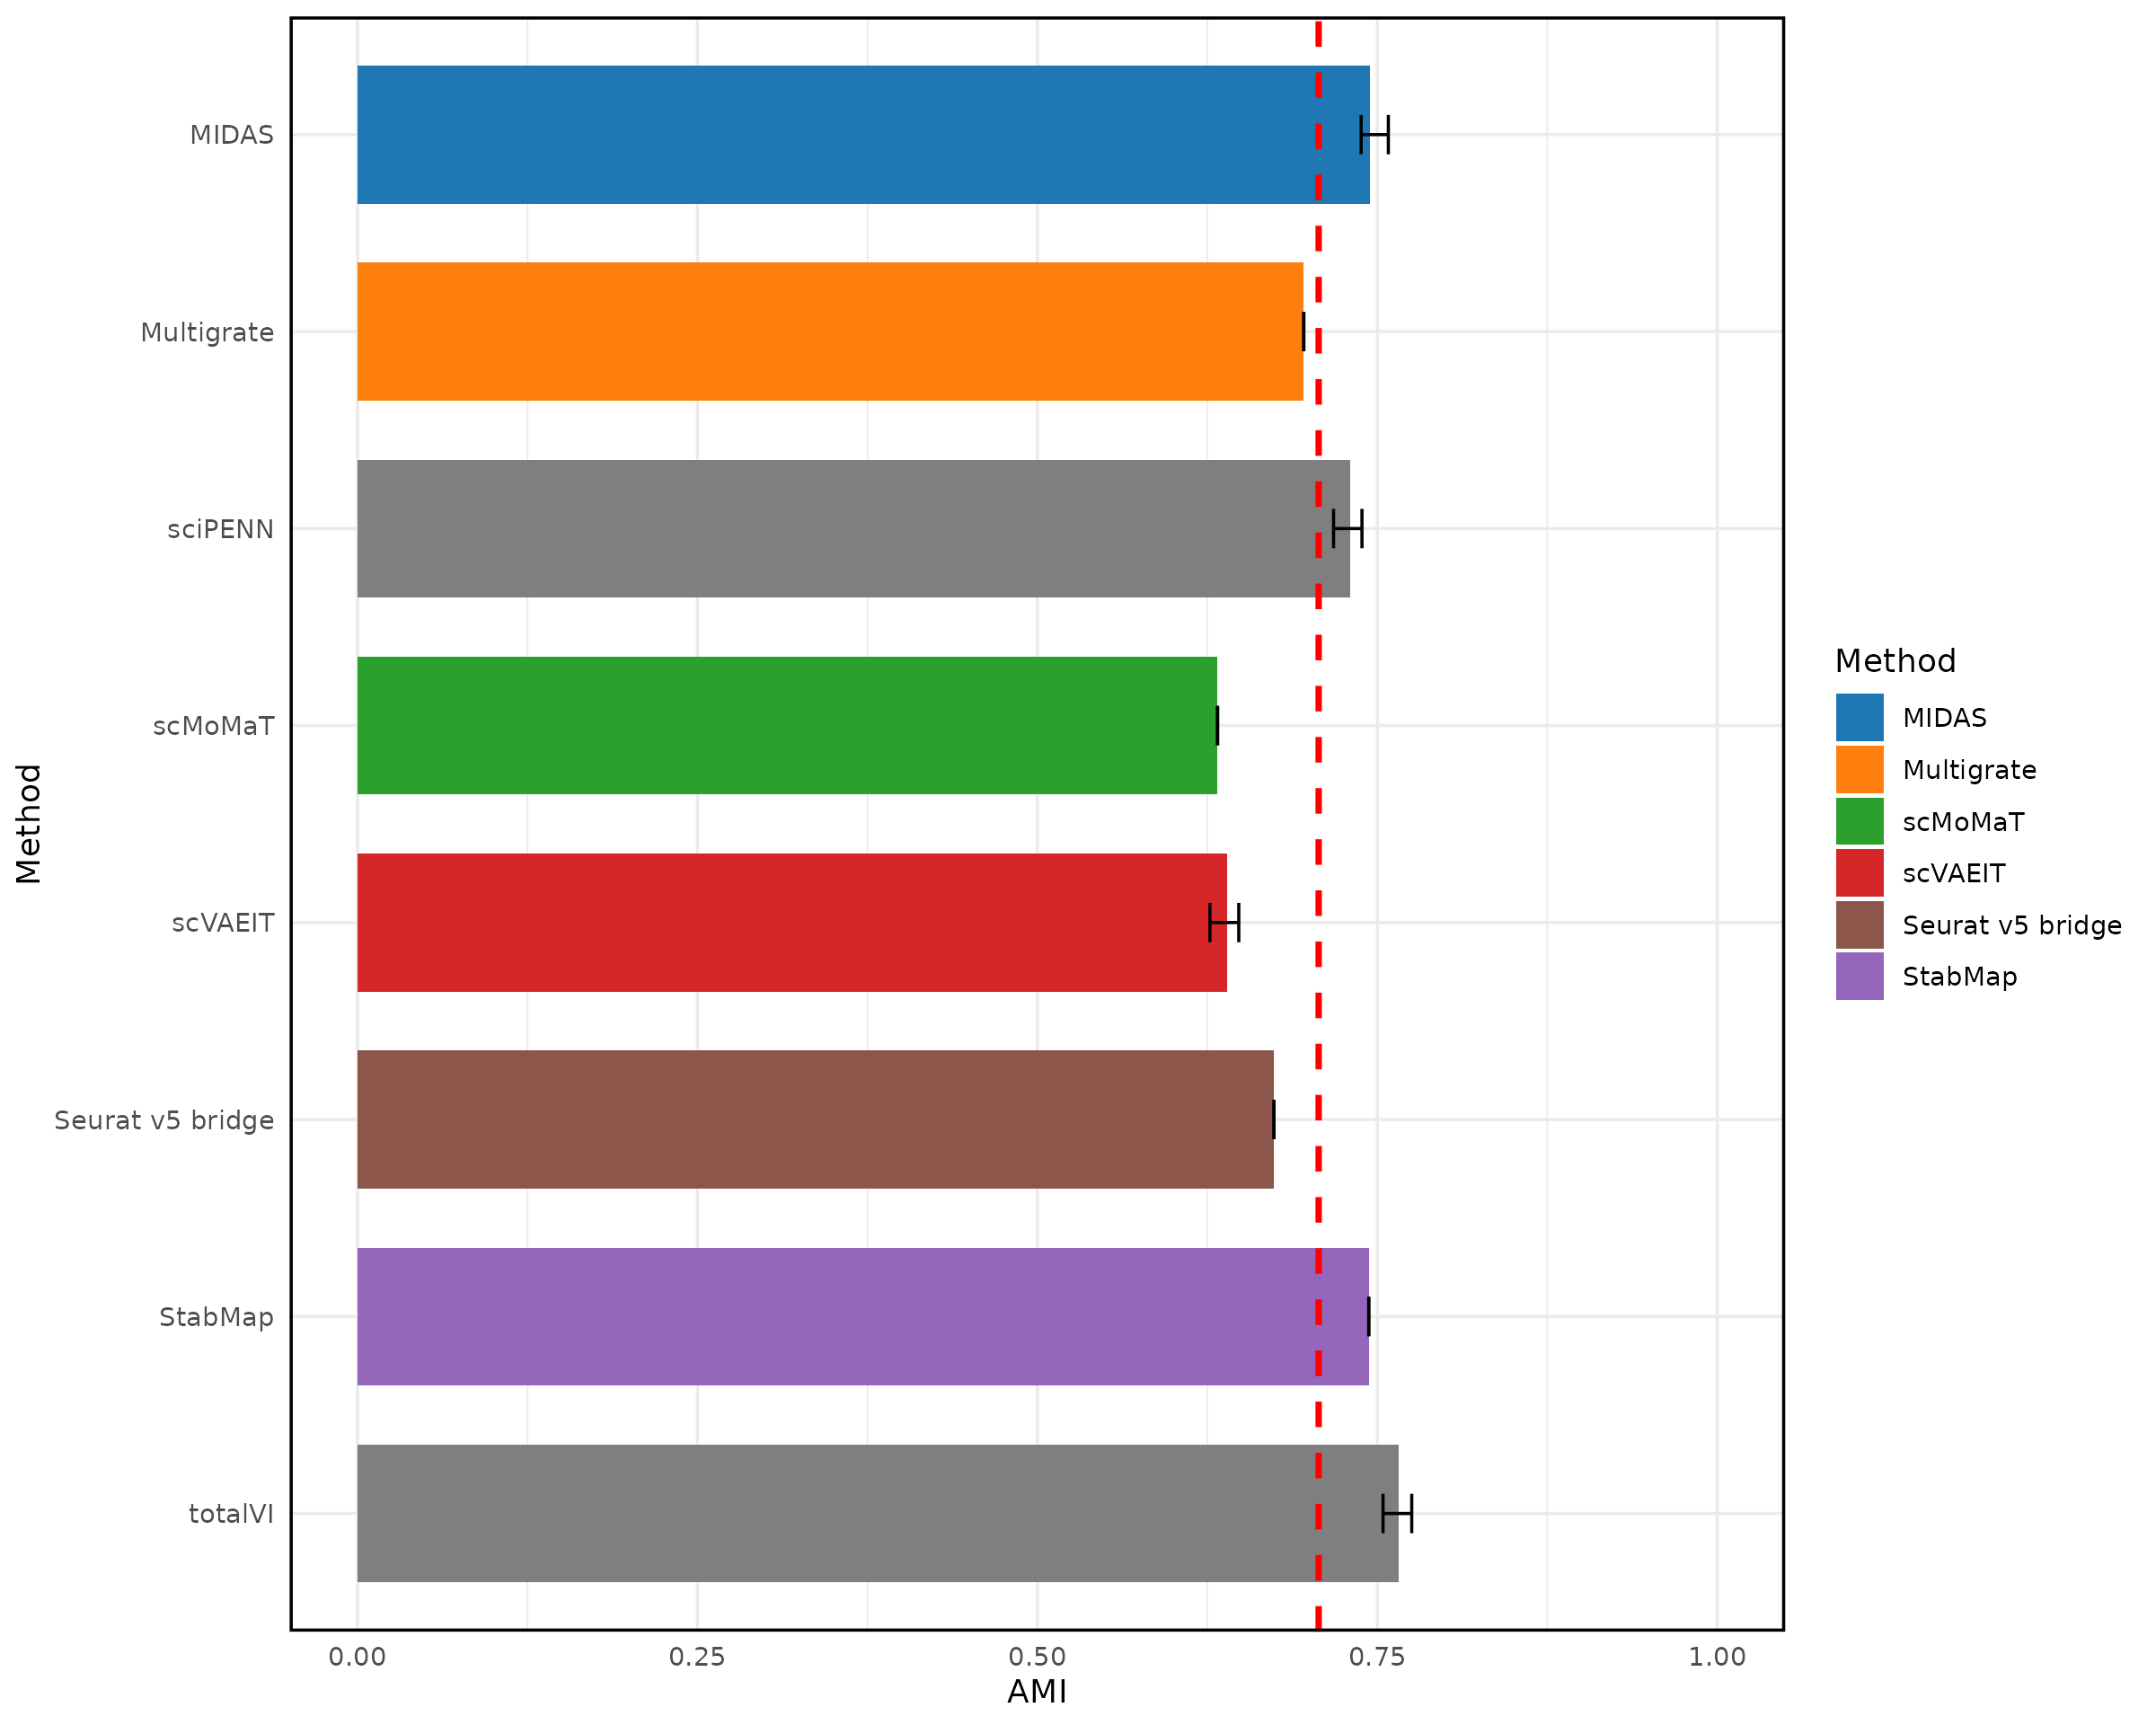 MIDAS
Multigrate
sciPENN
scMoMaT
scVAEIT
Seurat v5 bridge
StabMap
totalVI
Method
0.00 0.25 0.50 0.75 1.00
AMI
Method
MIDAS
Multigrate
scMoMaT
scVAEIT
Seurat v5 bridge
StabMap